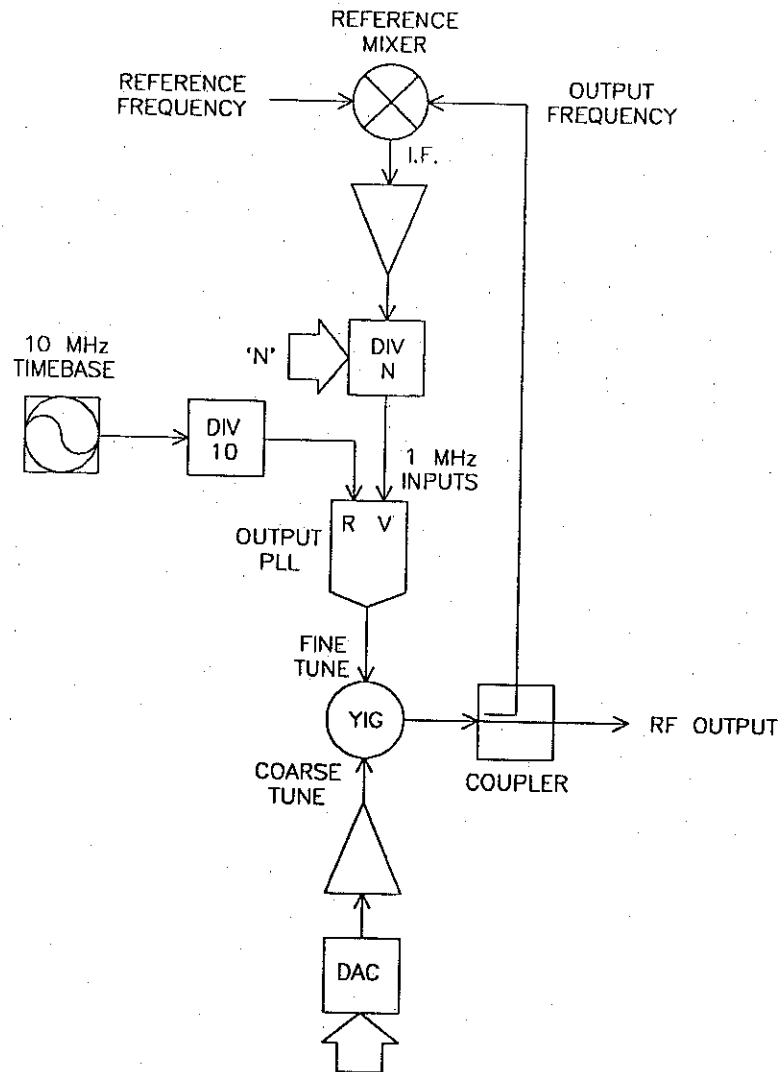 REFERENCE
MIXER
REFERENCE
FREQUENCY
OUTPUT
FREQUENCY
I.F.
'N'
DIV
N
10 MHz
TIMEBASE
DIV
10
1 MHz
INPUTS
R V
OUTPUT
PLL
FINE
TUNE
YIG
RF OUTPUT
COUPLER
COARSE
TUNE
DAC